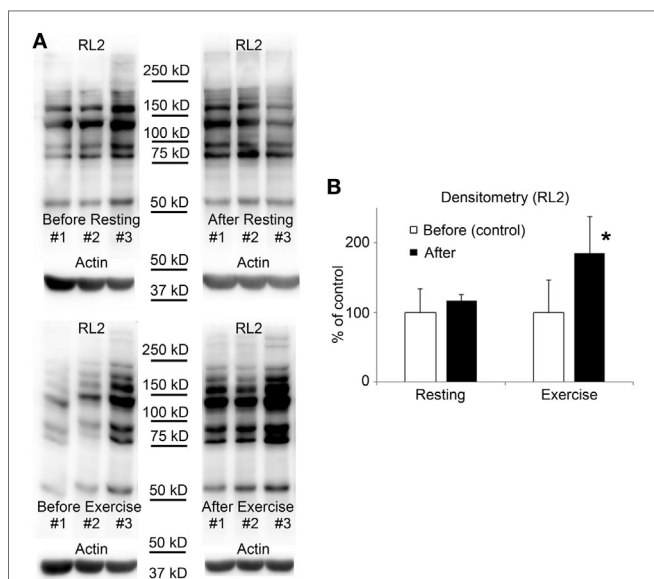 A
RL2
RL2
250 kD
150 kD
100 kD
75 kD
50 kD
Before Resting
After Resting
#1 #2 #3
#1 #2 #3
Actin
Actin
50 kD
37 kD
RL2
RL2
250 kD
150 kD
100 kD
75 kD
50 kD
Before Exercise
After Exercise
#1 #2 #3
#1 #2 #3
Actin
Actin
50 kD
37 kD
B
Densitometry (RL2)
Before (control)
After
*
% of control
200
100
0
Resting
Exercise